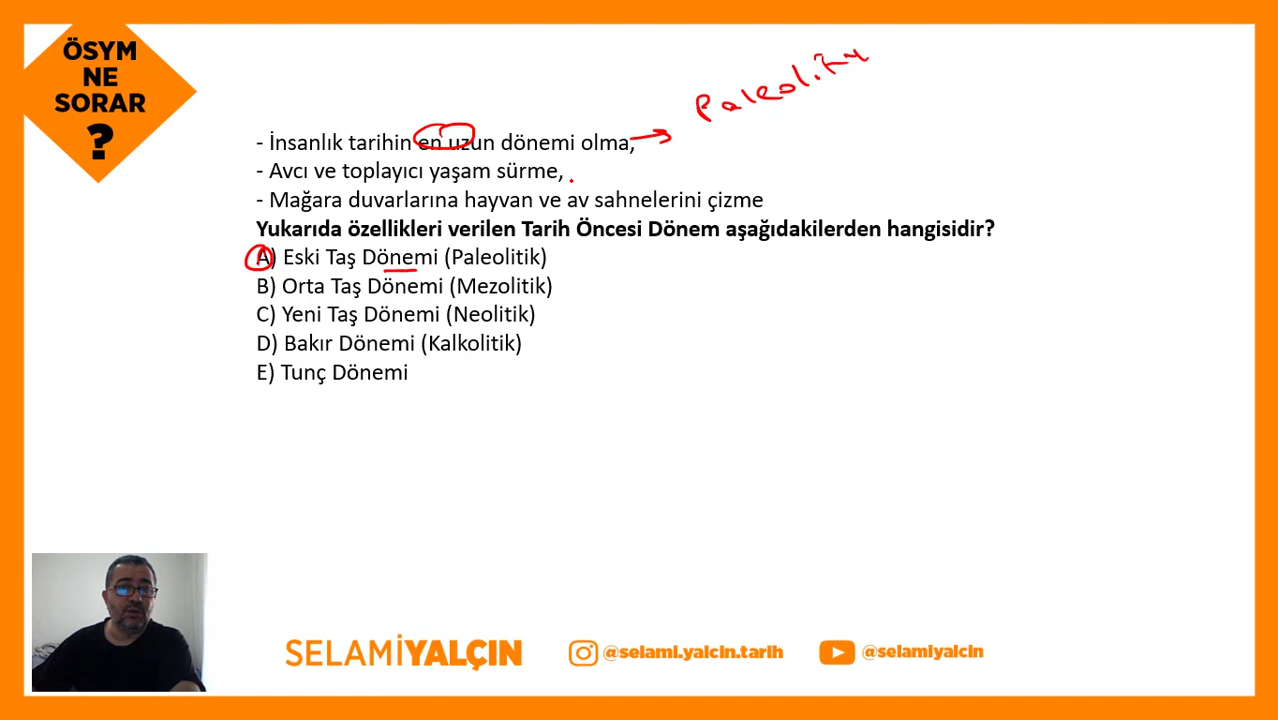 ÖSYM
NE
SORAR
?
Paleolitik
- İnsanlık tarihin en uzun dönemi olma,
- Avcı ve toplayıcı yaşam sürme,
- Mağara duvarlarına hayvan ve av sahnelerini çizme
Yukarıda özellikleri verilen Tarih Öncesi Dönem aşağıdakilerden hangisidir?
A) Eski Taş Dönemi (Paleolitik)
B) Orta Taş Dönemi (Mezolitik)
C) Yeni Taş Dönemi (Neolitik)
D) Bakır Dönemi (Kalkolitik)
E) Tunç Dönemi
SELAMİYALÇIN @selami.yalcin.tarih @selamiyalcin